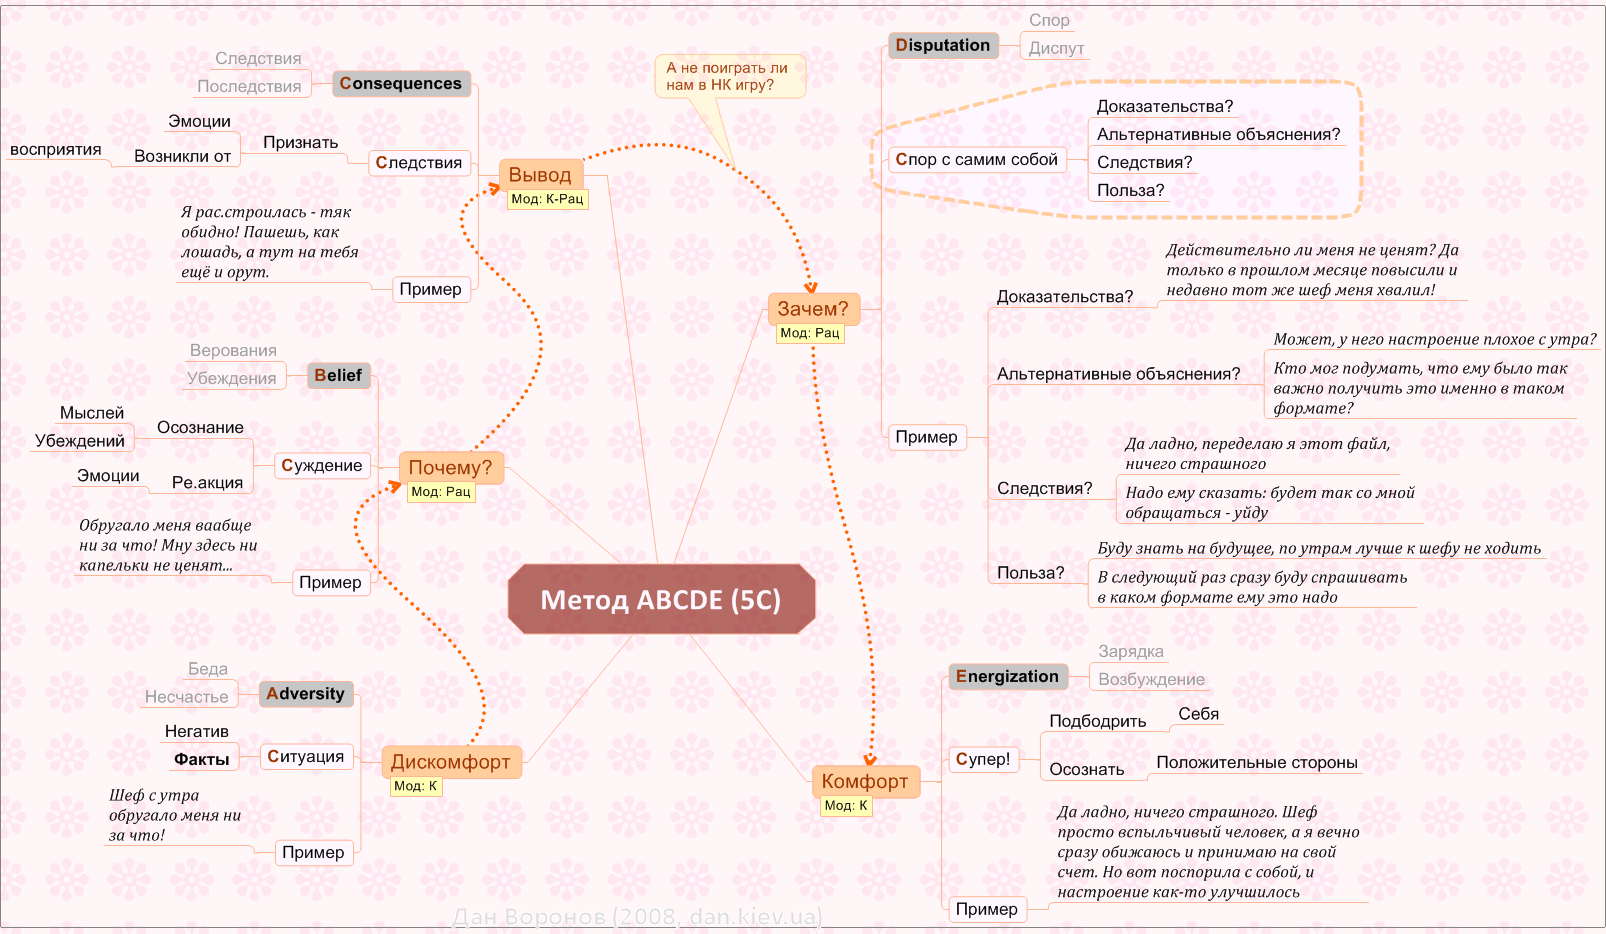 Метод ABCDE (5С)
Дискомфорт
Мод: К
Adversity
Беда
Несчастье
Ситуация
Негатив
Факты
Пример
Шеф с утра
обругало меня ни
за что!
Почему?
Мод: Рац
Belief
Верования
Убеждения
Суждение
Осознание
Мыслей
Убеждений
Ре.акция
Эмоции
Пример
Обругало меня ваабще
ни за что! Мну здесь ни
капельки не ценят...
Вывод
Мод: К-Рац
Consequences
Следствия
Последствия
Следствия
Признать
Эмоции
Возникли от
восприятия
Пример
Я рас.строилась - тяк
обидно! Пашешь, как
лошадь, а тут на тебя
ещё и орут.
А не поиграть ли
нам в НК игру?
Зачем?
Мод: Рац
Disputation
Спор
Диспут
Спор с самим собой
Доказательства?
Альтернативные объяснения?
Следствия?
Польза?
Пример
Доказательства?
Действительно ли меня не ценят? Да
только в прошлом месяце повысили и
недавно тот же шеф меня хвалил!
Альтернативные объяснения?
Может, у него настроение плохое с утра?
Кто мог подумать, что ему было так
важно получить это именно в таком
формате?
Следствия?
Да ладно, переделаю я этот файл,
ничего страшного
Надо ему сказать: будет так со мной
обращаться - уйду
Польза?
Буду знать на будущее, по утрам лучше к шефу не ходить
В следующий раз сразу буду спрашивать
в каком формате ему это надо
Комфорт
Мод: К
Energization
Зарядка
Возбуждение
Супер!
Подбодрить
Себя
Осознать
Положительные стороны
Пример
Да ладно, ничего страшного. Шеф
просто вспыльчивый человек, а я вечно
сразу обижаюсь и принимаю на свой
счет. Но вот поспорила с собой, и
настроение как-то улучшилось
Дан Воронов (2008, dan.kiev.ua)